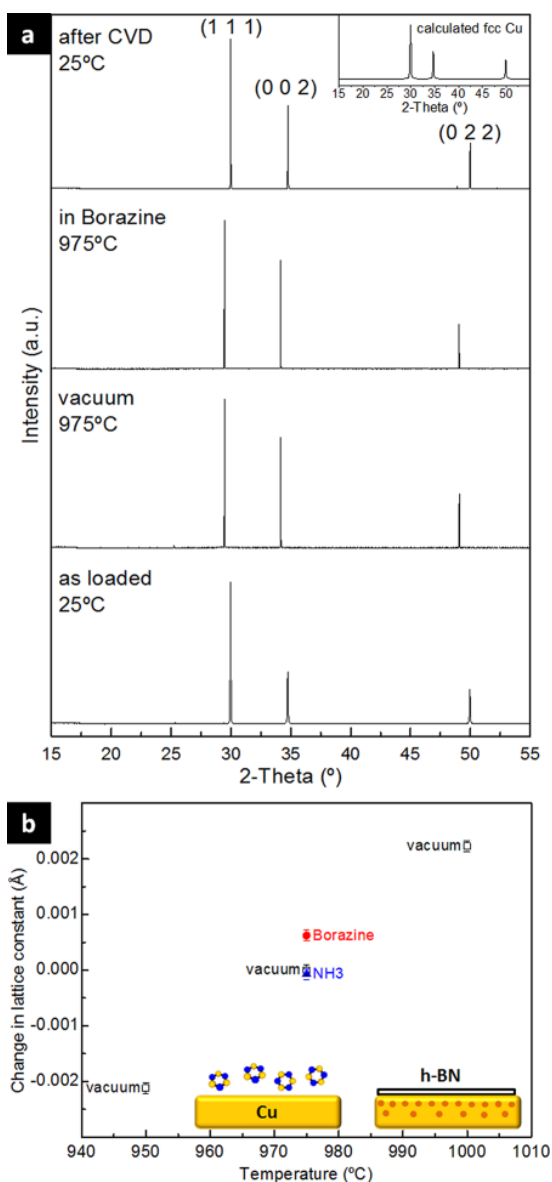 a
after CVD
25ºC
(1 1 1)
(0 0 2)
(0 2 2)
calculated fcc Cu
15 20 25 30 35 40 45 50
2-Theta (º)
in Borazine
975ºC
vacuum
975ºC
as loaded
25ºC
Intensity (a.u.)
15 20 25 30 35 40 45 50 55
2-Theta (º)
b
0.002
0.001
0.000
-0.001
-0.002
Change in lattice constant (Å)
vacuum
Borazine
vacuum
NH3
vacuum
h-BN
Cu
940 950 960 970 980 990 1000 1010
Temperature (ºC)